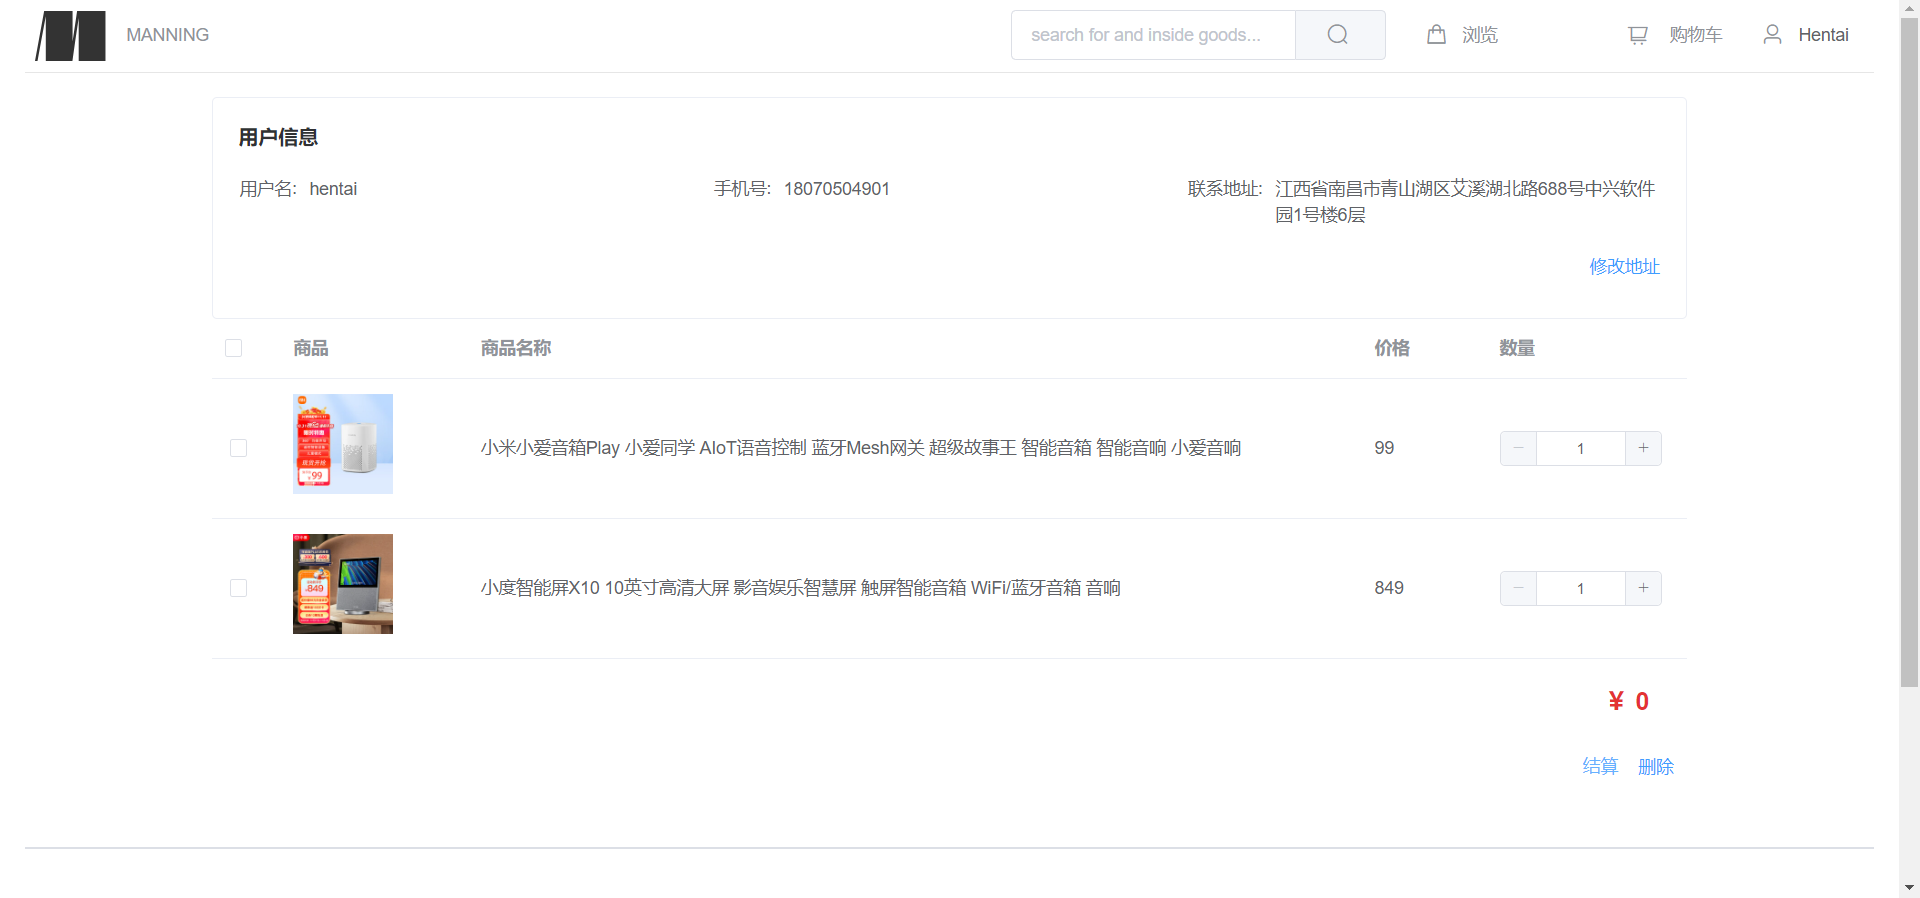 MANNING
search for and inside goods...
浏览
购物车
Hentai
用户信息
用户名: hentai
手机号: 18070504901
联系地址: 江西省南昌市青山湖区艾溪湖北路688号中兴软件
园1号楼6层
修改地址
商品 商品名称 价格 数量
小米小爱音箱Play 小爱同学 AIoT语音控制 蓝牙Mesh网关 超级故事王 智能音箱 智能音响 小爱音响 99 1
99
849
小度智能屏X10 10英寸高清大屏 影音娱乐智慧屏 触屏智能音箱 WiFi/蓝牙音箱 音响 849 1
¥ 0
结算 删除